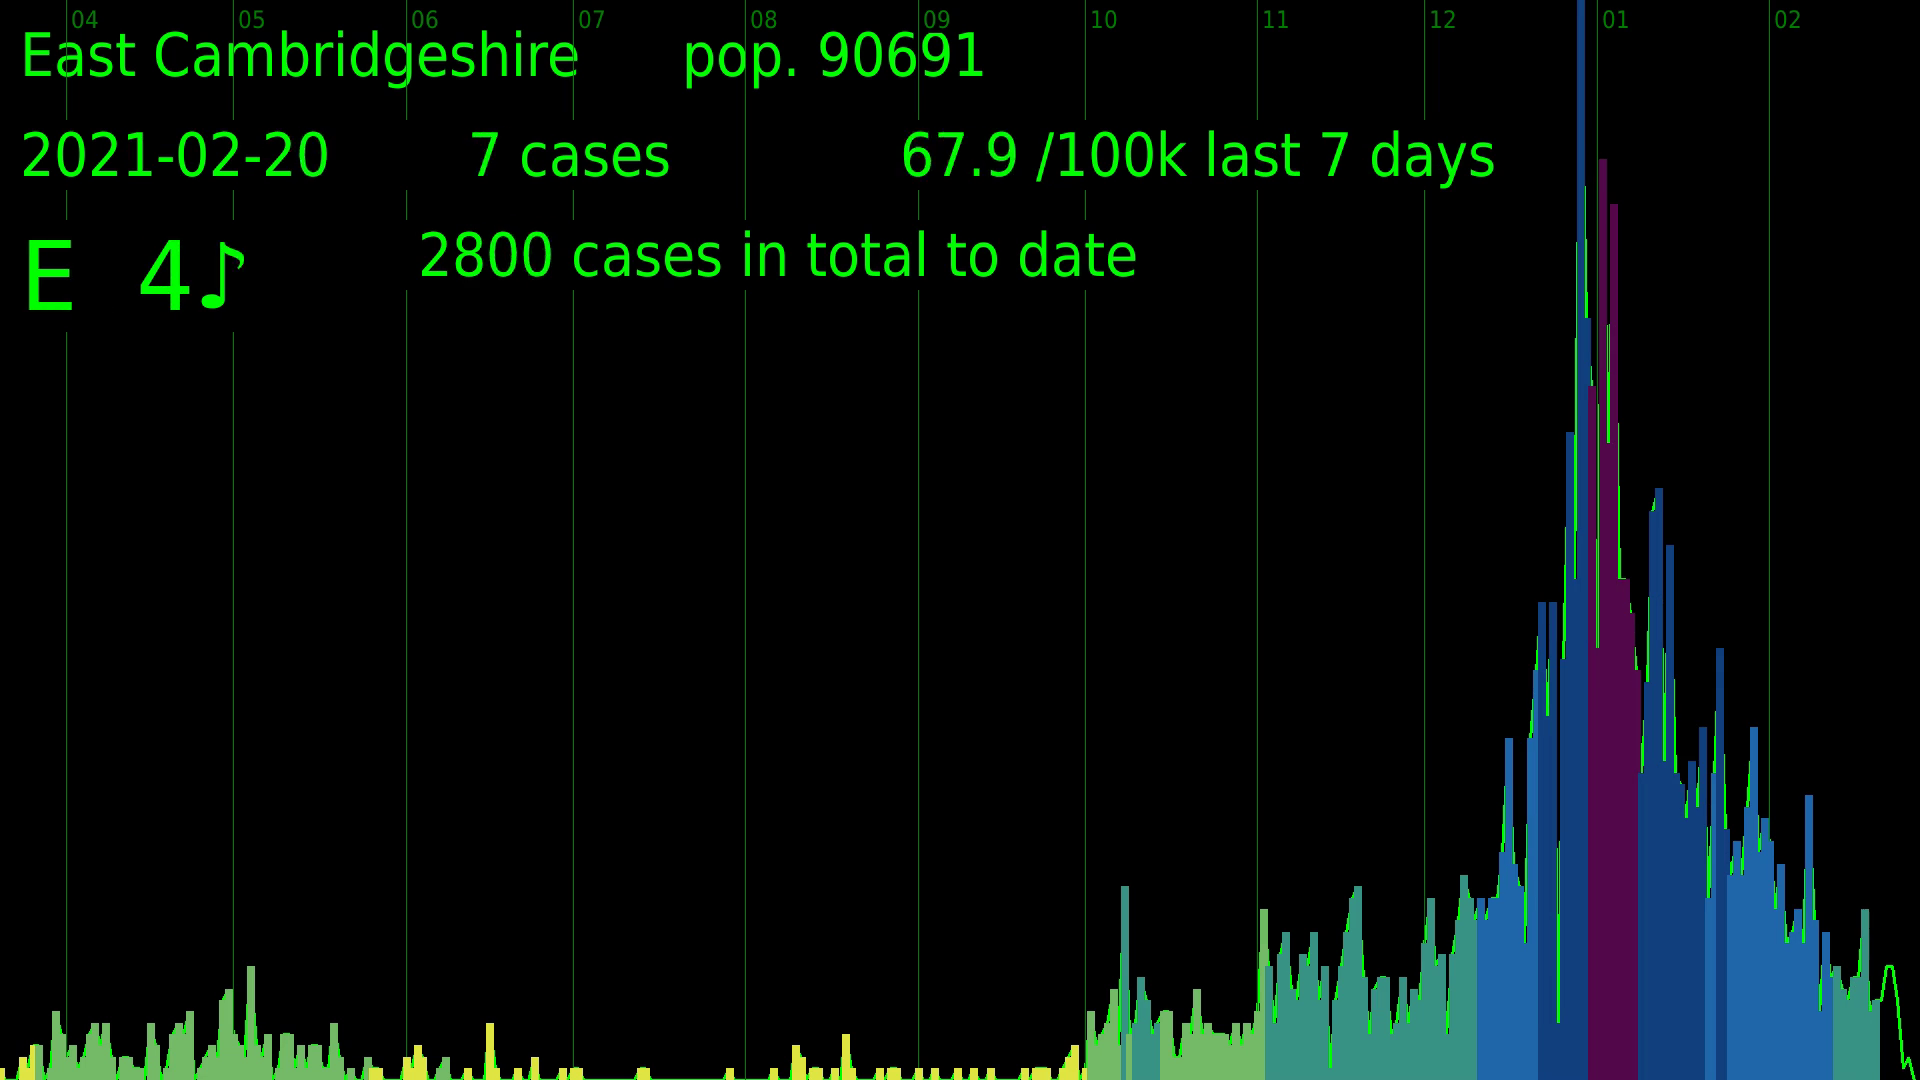 04 05 06 07 08 09 10 11 12 01 02
East Cambridgeshire pop. 90691
2021-02-20 7 cases 67.9 /100k last 7 days
E 4♪ 2800 cases in total to date